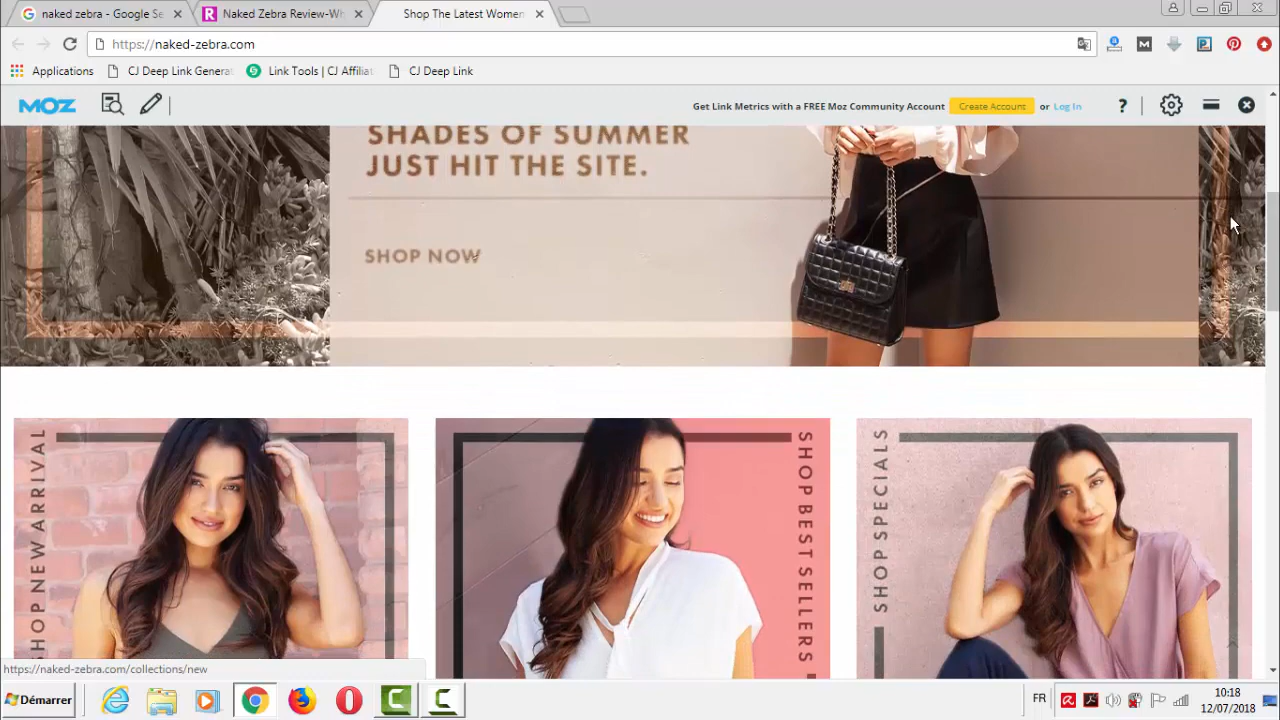 naked zebra - Google Se
Naked Zebra Review-Wh
Shop The Latest Women
https://naked-zebra.com
Applications
CJ Deep Link Genera
Link Tools | CJ Affilia
CJ Deep Link
MOZ
Get Link Metrics with a FREE Moz Community Account
Create Account
or Log In
?
SHADES OF SUMMER
JUST HIT THE SITE.
SHOP NOW
SHOP NEW ARRIVAL
SHOP BEST SELLERS
SHOP SPECIALS
https://naked-zebra.com/collections/new
Démarrer
FR
10:18
12/07/2018